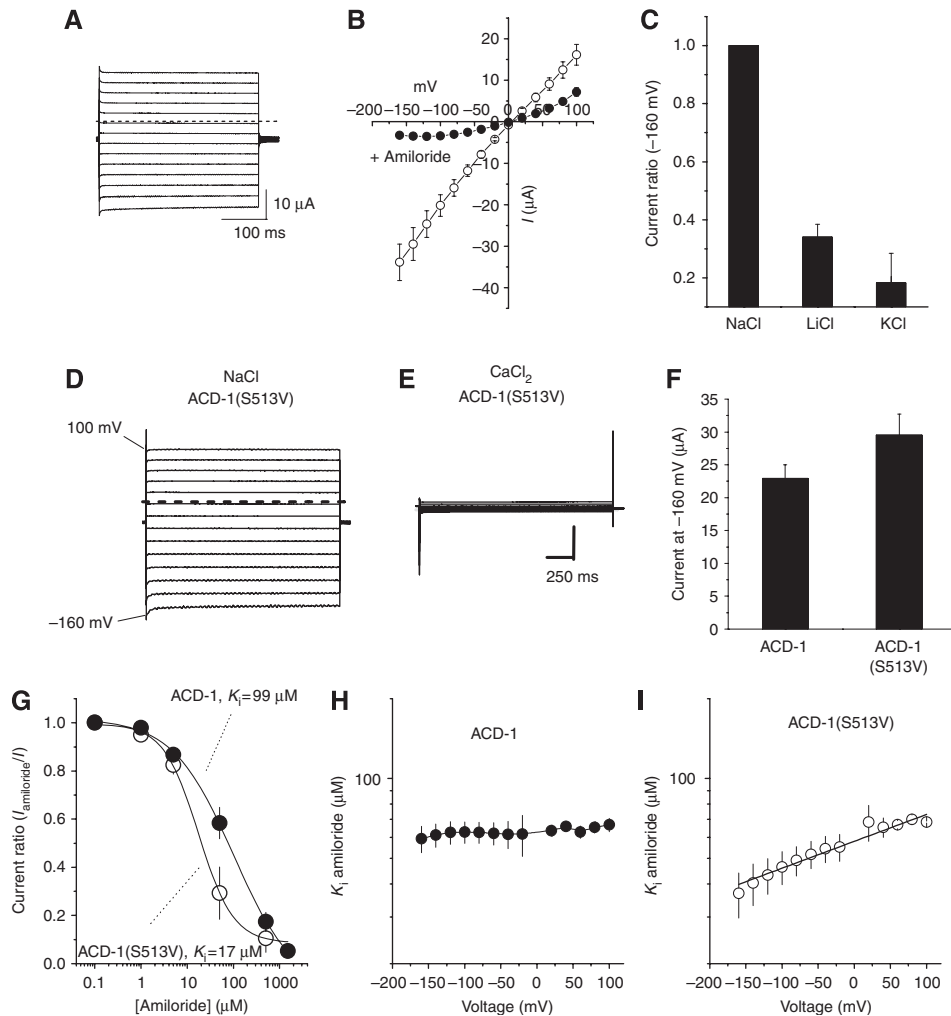 A
10 μA
100 ms
B
20
10
mV
−200 −150 −100 −50 0 50 100
+ Amiloride
−10
−20
−30
−40
I (μA)
C
Current ratio (−160 mV)
1.0
0.8
0.6
0.4
0.2
NaCl LiCl KCl
D
NaCl
ACD-1(S513V)
100 mV
−160 mV
E
CaCl2
ACD-1(S513V)
250 ms
F
Current at −160 mV (μA)
35
30
25
20
15
10
5
0
ACD-1 ACD-1
(S513V)
G
ACD-1, Ki=99 μM
Current ratio (Iamiloride/I)
1.0
0.8
0.6
0.4
0.2
0.0
ACD-1(S513V), Ki=17 μM
0.1 1 10 100 1000
[Amiloride] (μM)
H
ACD-1
Ki amiloride (μM)
100
−200 −150 −100 −50 0 50 100
Voltage (mV)
I
ACD-1(S513V)
Ki amiloride (μM)
100
−200 −150 −100 −50 0 50 100
Voltage (mV)